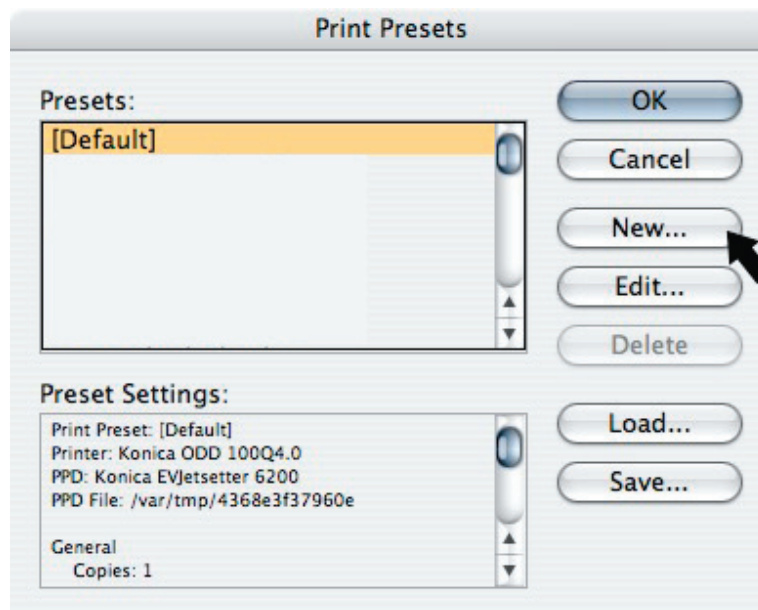 Print Presets
Presets:
[Default]
OK
Cancel
New...
Edit...
Delete
Preset Settings:
Print Preset: [Default]
Printer: Konica ODD 100Q4.0
PPD: Konica EVJetsetter 6200
PPD File: /var/tmp/4368e3f37960e
General
Copies: 1
Load...
Save...